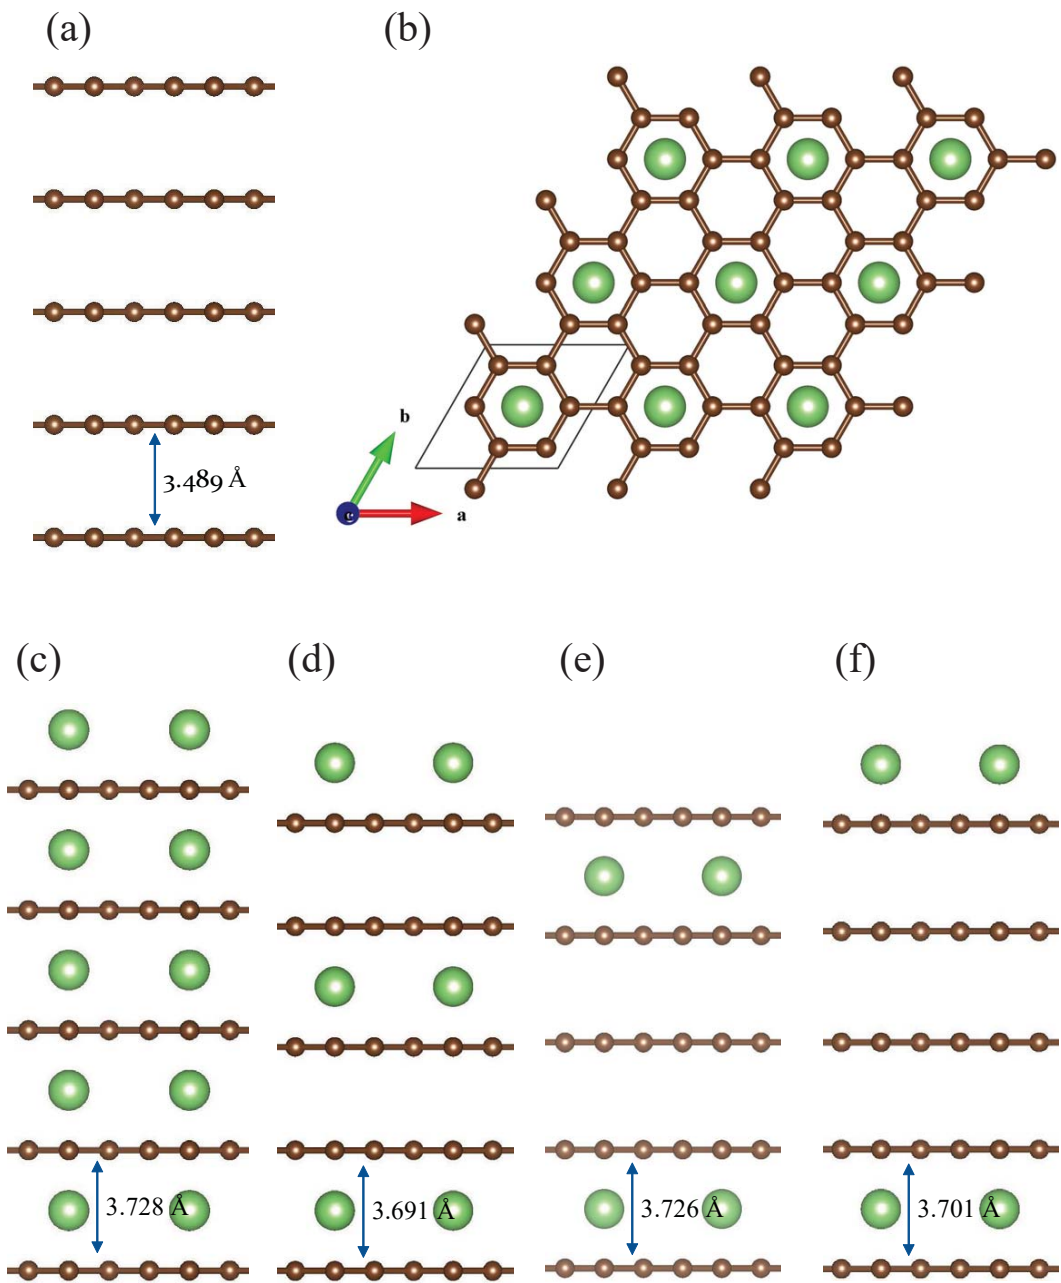 (a)
(b)
3.489 Å
b
c
a
(c)
(d)
(e)
(f)
3.728 Å
3.691 Å
3.726 Å
3.701 Å